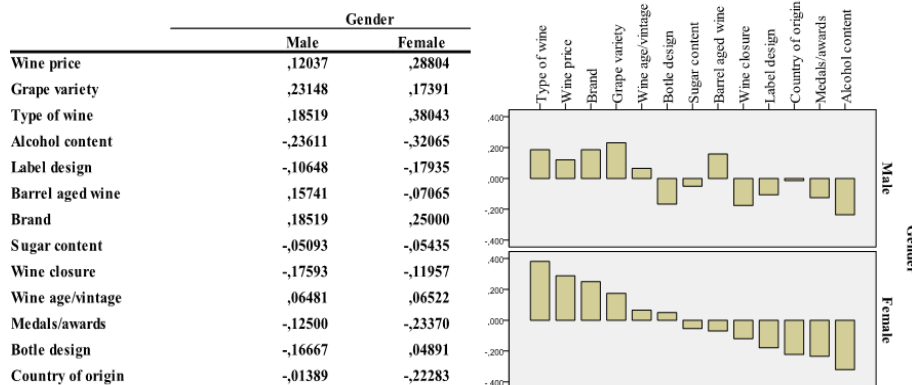 Gender
Male Female
Wine price ,12037 ,28804
Grape variety ,23148 ,17391
Type of wine ,18519 ,38043
Alcohol content -,23611 -,32065
Label design -,10648 -,17935
Barrel aged wine ,15741 -,07065
Brand ,18519 ,25000
Sugar content -,05093 -,05435
Wine closure -,17593 -,11957
Wine age/vintage ,06481 ,06522
Medals/awards -,12500 -,23370
Botle design -,16667 ,04891
Country of origin -,01389 -,22283
Type of wine
Wine price
Brand
Grape variety
Wine age/vintage
Botle design
Sugar content
Barrel aged wine
Wine closure
Label design
Country of origin
Medals/awards
Alcohol content
,400
,200
,000
-,200
-,400
Male
,400
,200
,000
-,200
-,400
Female
Gender